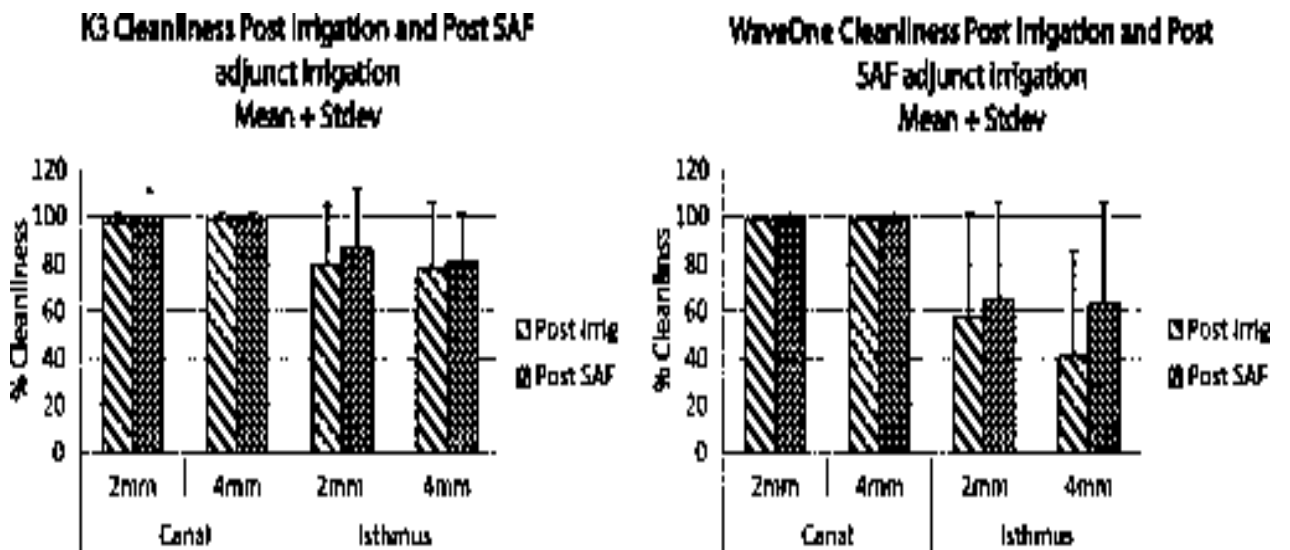 K3 Cleanliness Post Irrigation and Post SAF
adjunct irrigation
Mean + Stdev
120
100
80
60
40
20
0
% Cleanliness
2mm
4mm
2mm
4mm
Canal
Isthmus
Post Irrig
Post SAF
WaveOne Cleanliness Post Irrigation and Post
SAF adjunct irrigation
Mean + Stdev
120
100
80
60
40
20
0
% Cleanliness
2mm
4mm
2mm
4mm
Canal
Isthmus
Post Irrig
Post SAF